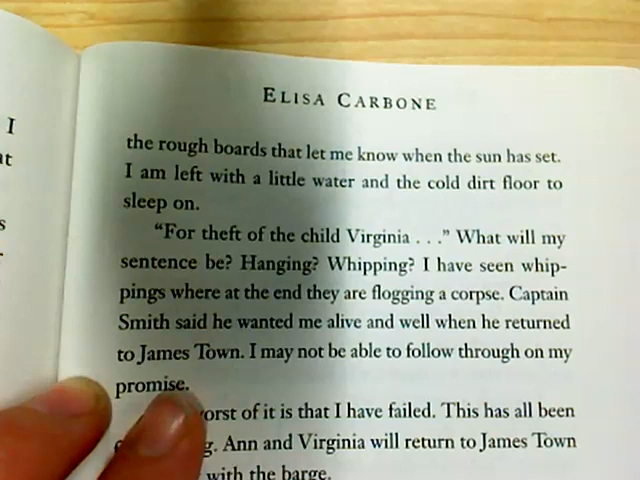 I
at
s
ELISA CARBONE
the rough boards that let me know when the sun has set.
I am left with a little water and the cold dirt floor to
sleep on.
“For theft of the child Virginia . . .” What will my
sentence be? Hanging? Whipping? I have seen whip-
pings where at the end they are flogging a corpse. Captain
Smith said he wanted me alive and well when he returned
to James Town. I may not be able to follow through on my
promise.
of it is that I have failed. This has all been
Ann and Virginia will return to James Town
with the barge.